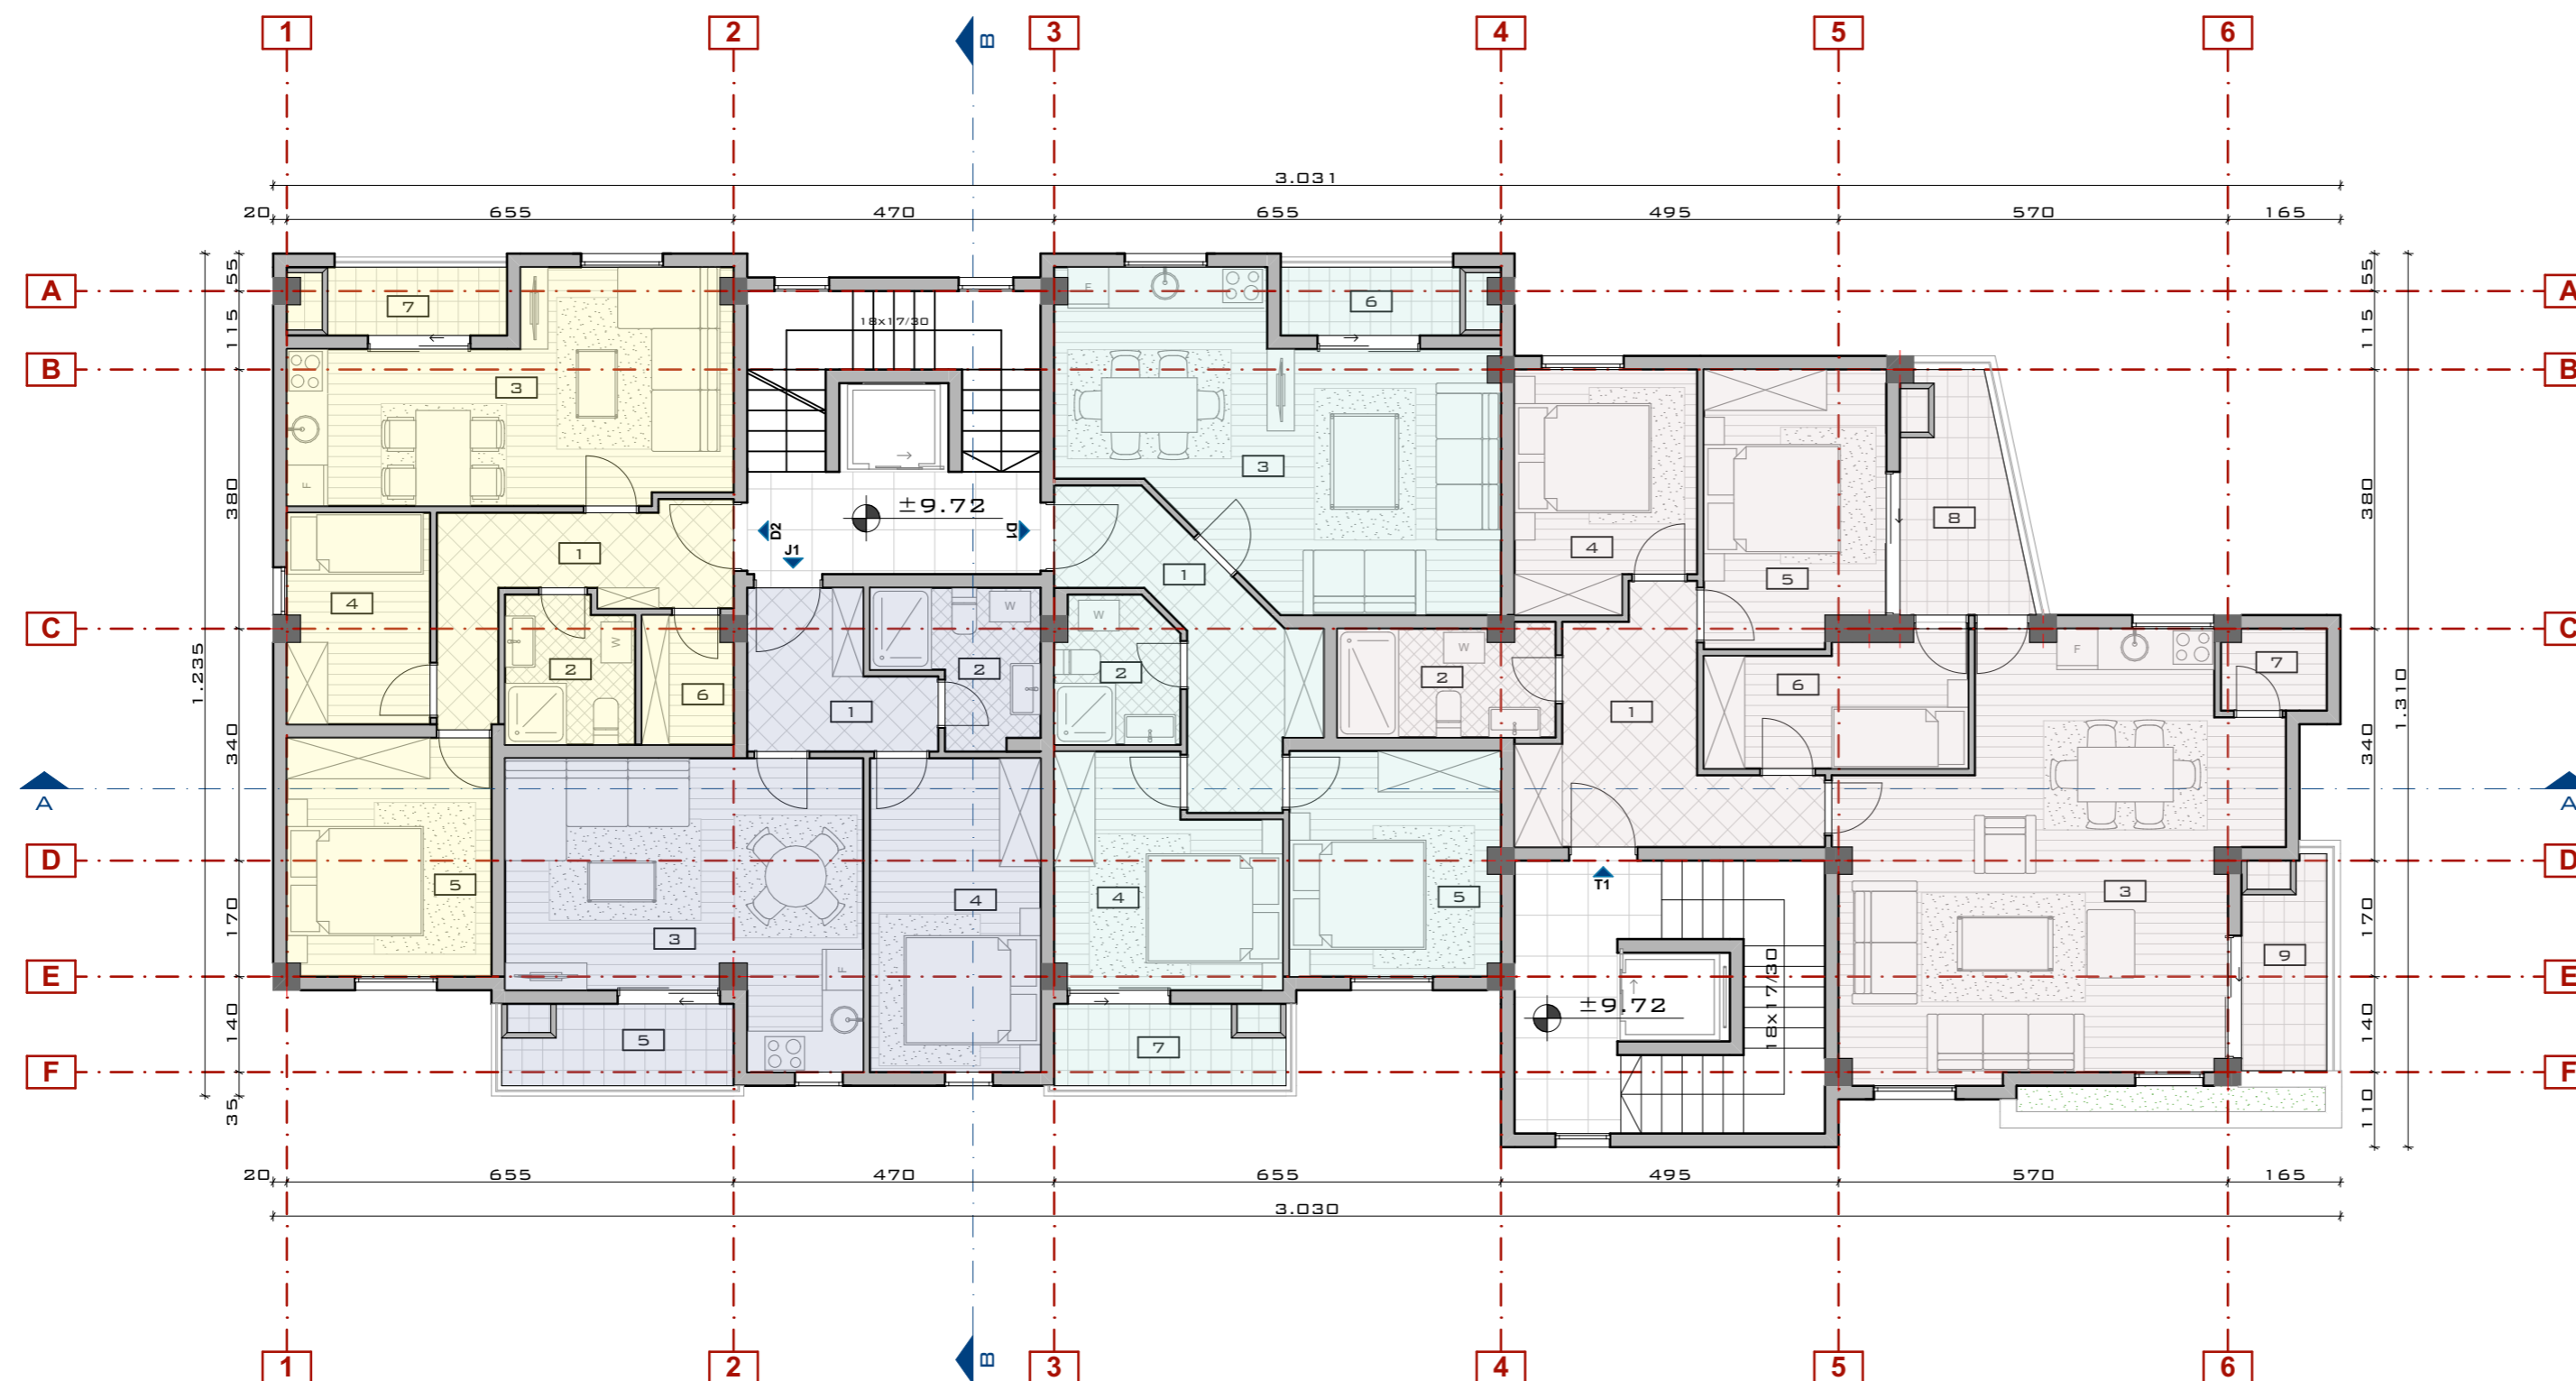 1 2 B 3 4 5 6
3.031
20 655 470 655 495 570 165
55 55
A 7 F 6 A
115 18x17/30 115
B 3 B
380 F 3 380
±9.72
D2 J1 D1
1 1 4 5 8
4
C W W W F C
1.235 2 6 2 2 2 6 7 1.310
1 1
340 340
A A
D 5 4 4 5 T1 3 D
170 3 170
F 9
E E
±9.72 18x17/30
140 5 7 140
F F
35 110
20 655 470 655 495 570 165
3.030
1 2 B 3 4 5 6